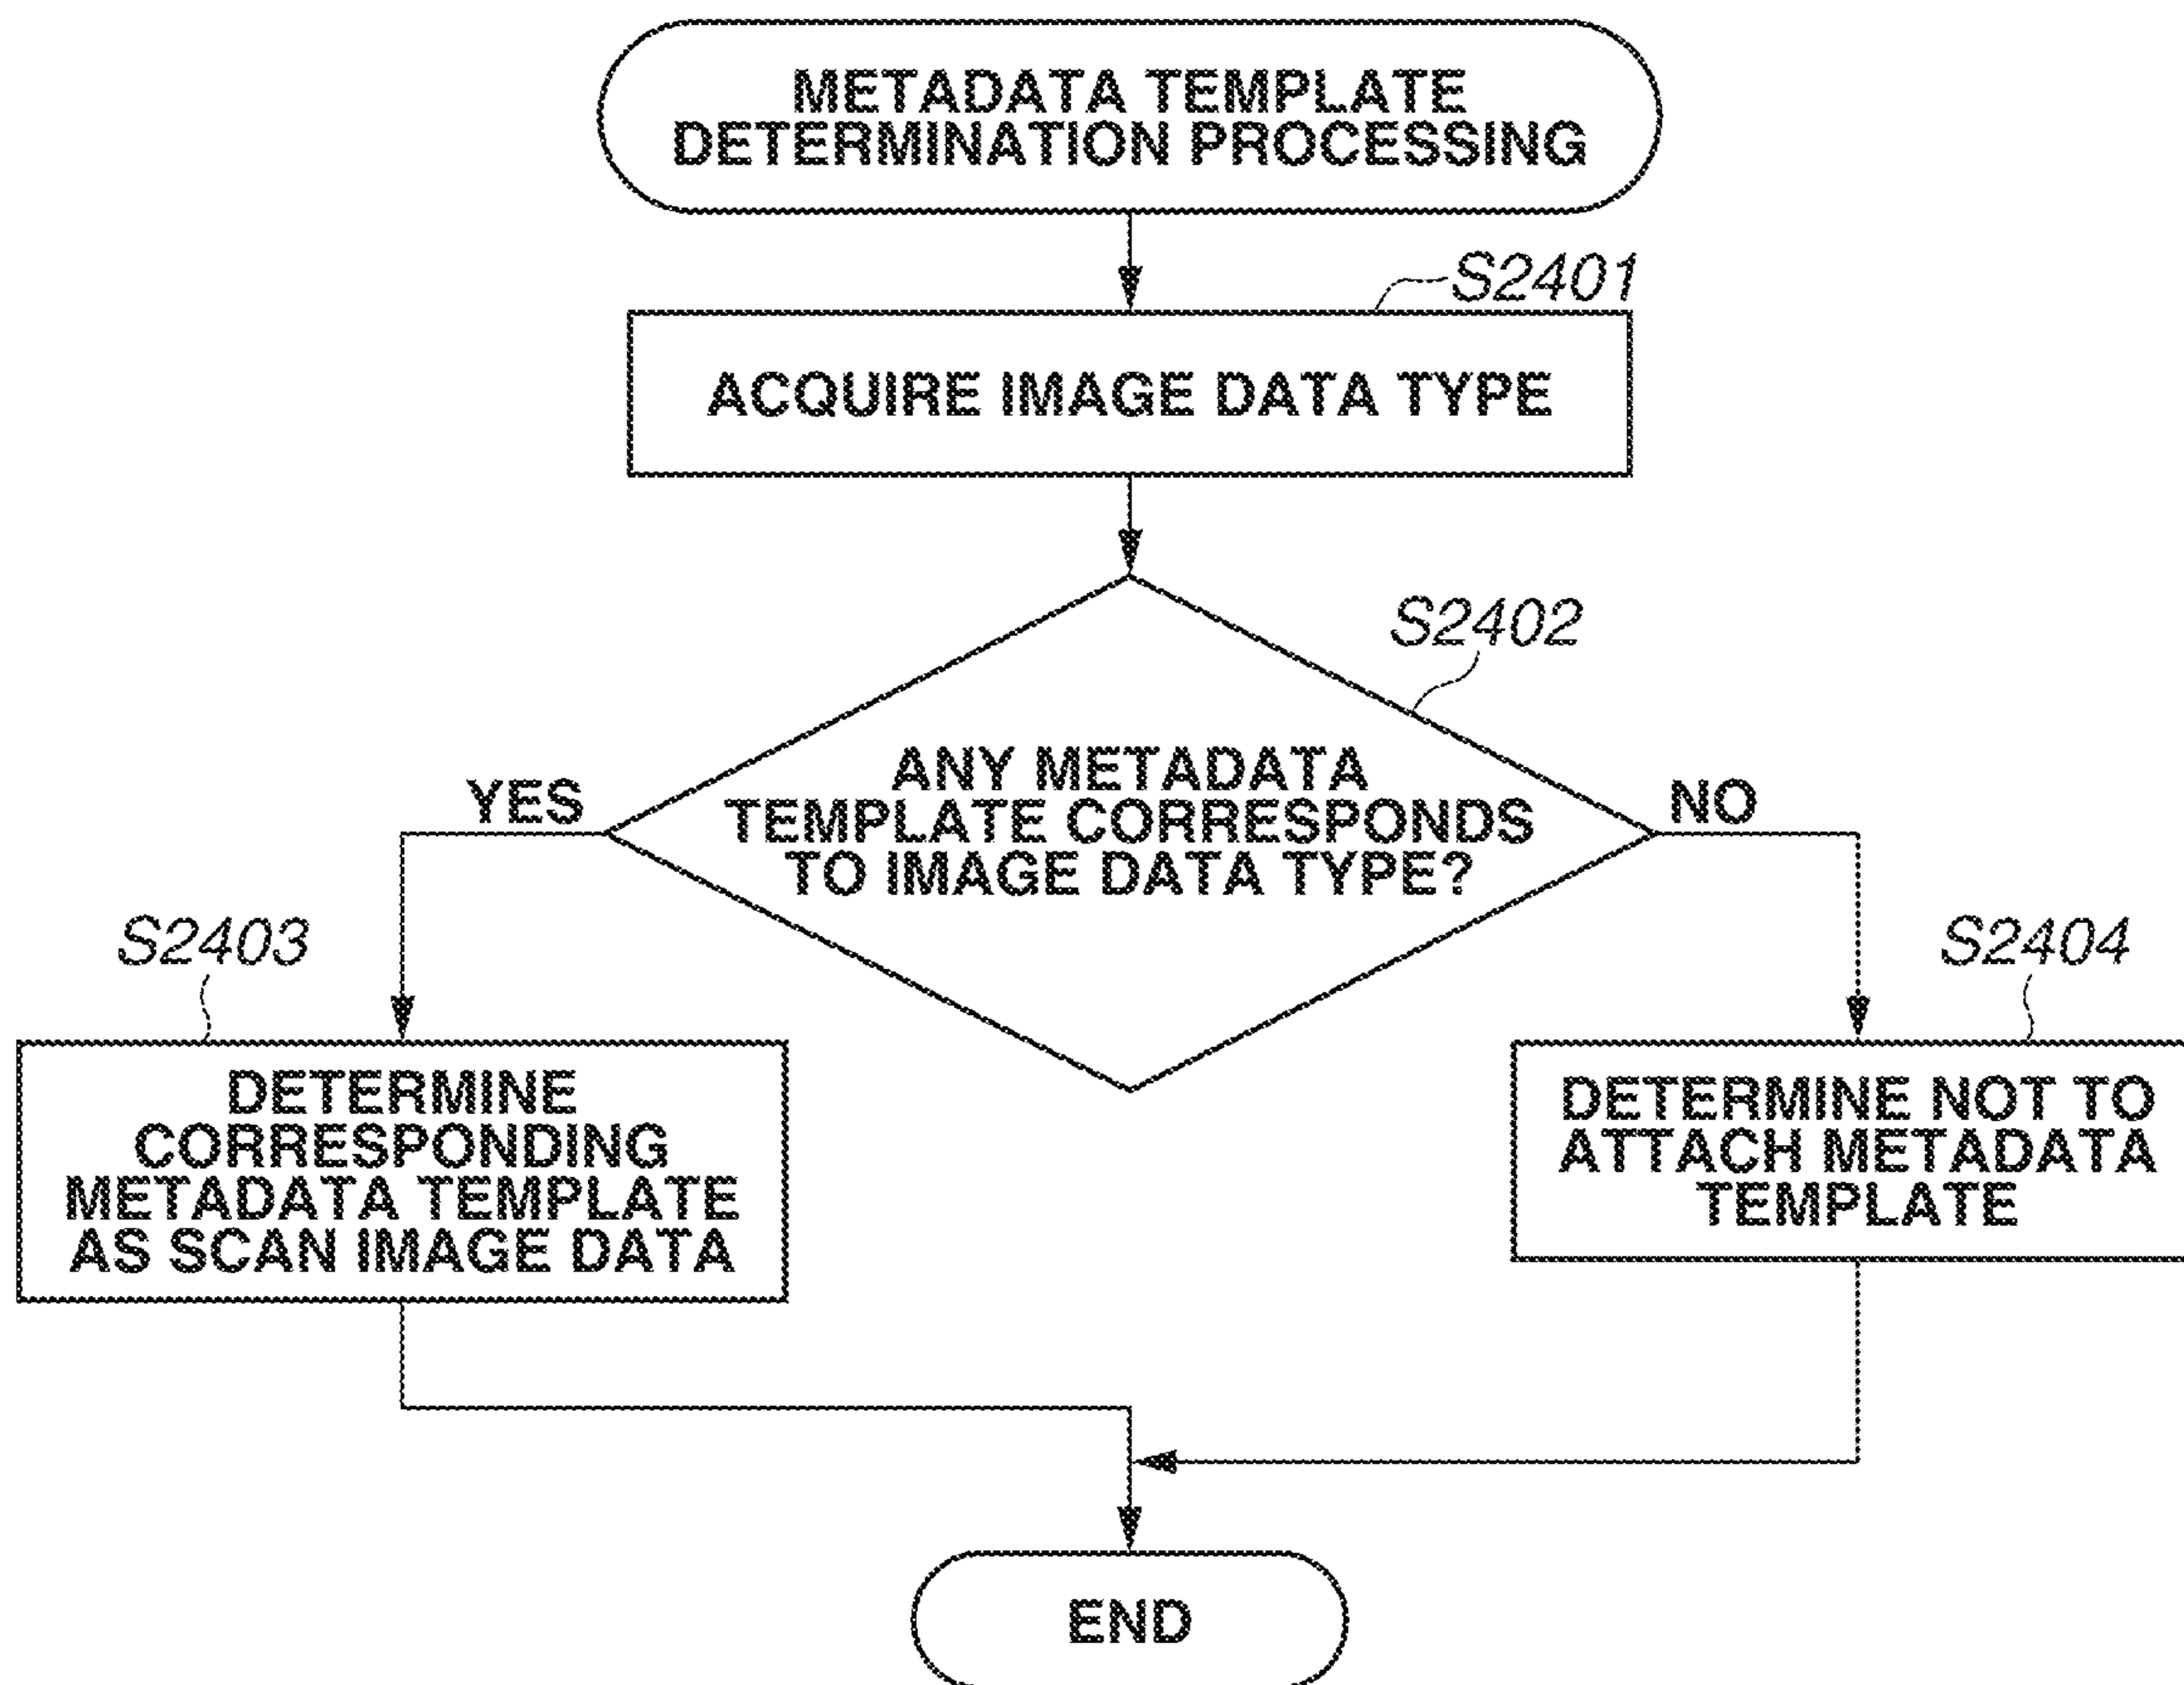 METADATA TEMPLATE
DETERMINATION PROCESSING
S2401
ACQUIRE IMAGE DATA TYPE
S2402
ANY METADATA
TEMPLATE CORRESPONDS
TO IMAGE DATA TYPE?
YES
NO
S2403
DETERMINE
CORRESPONDING
METADATA TEMPLATE
AS SCAN IMAGE DATA
S2404
DETERMINE NOT TO
ATTACH METADATA
TEMPLATE
END